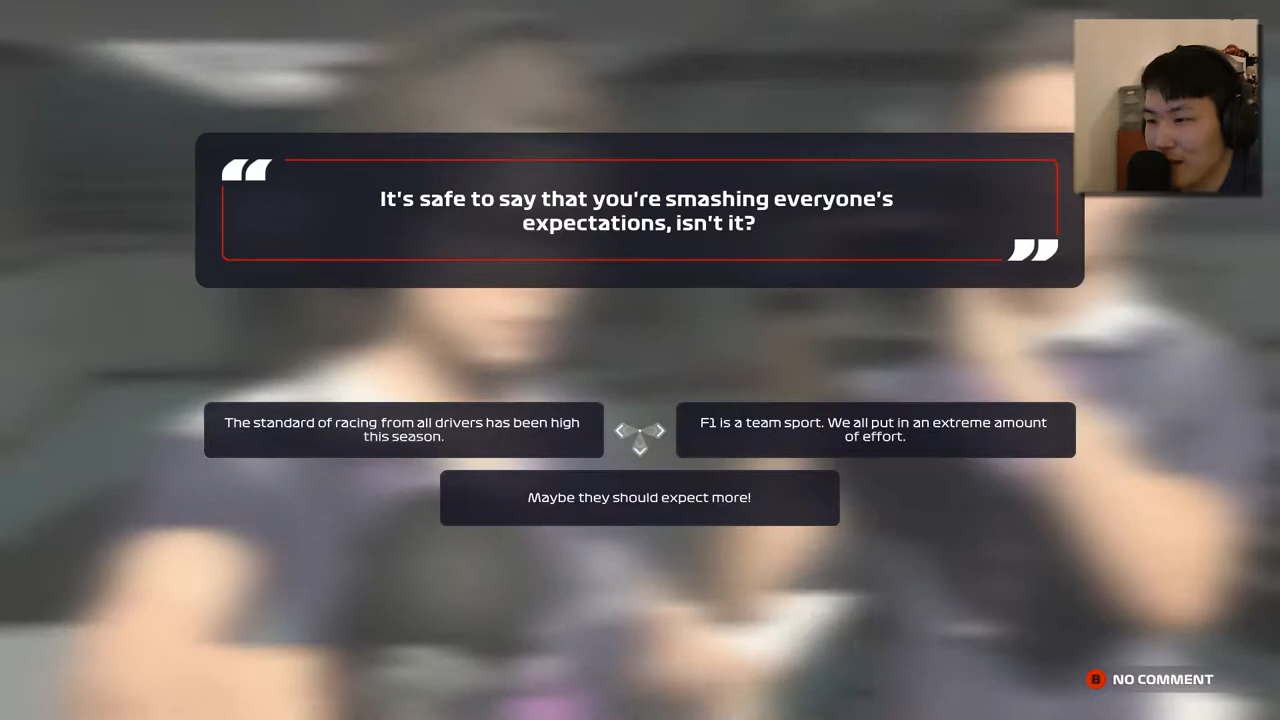 It's safe to say that you're smashing everyone's
expectations, isn't it?
The standard of racing from all drivers has been high
this season.
F1 is a team sport. We all put in an extreme amount
of effort.
Maybe they should expect more!
B NO COMMENT